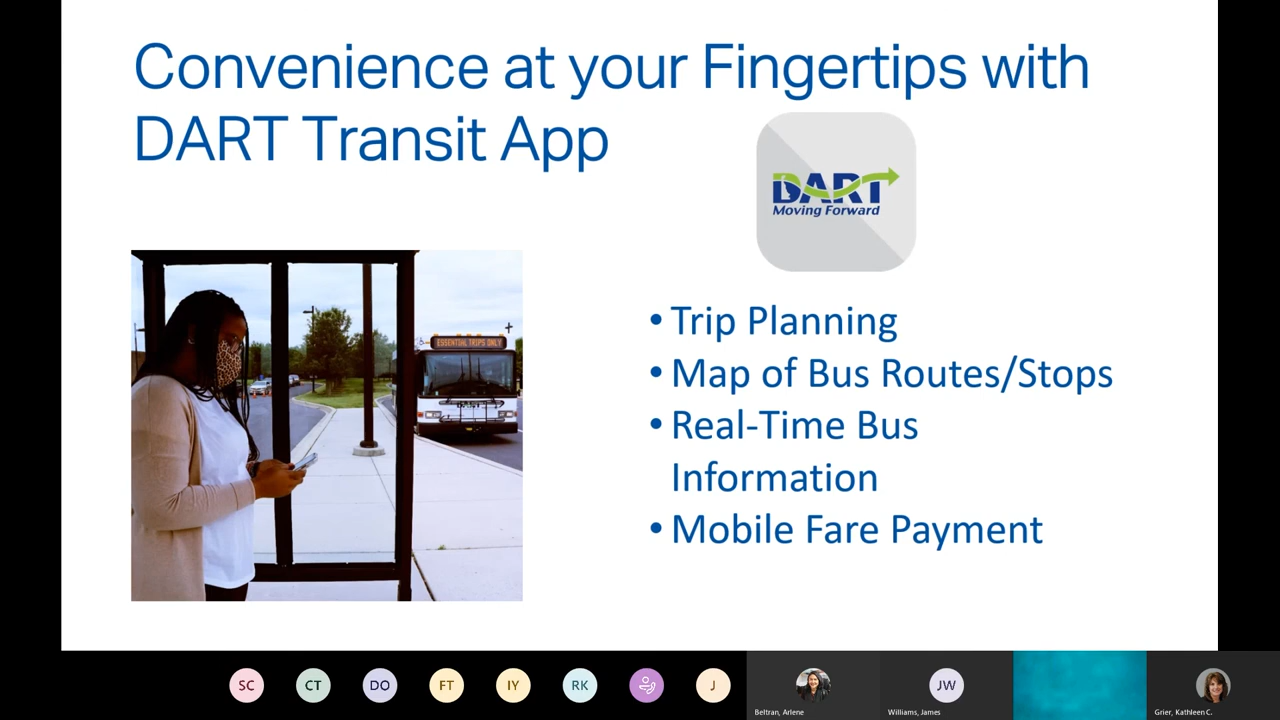 Convenience at your Fingertips with
DART Transit App
DART
Moving Forward
ESSENTIAL TRIPS ONLY
• Trip Planning
• Map of Bus Routes/Stops
• Real-Time Bus
Information
• Mobile Fare Payment
SC CT DO FT IY RK J JW
Beltran, Arlene
Williams, James
Grier, Kathleen C.